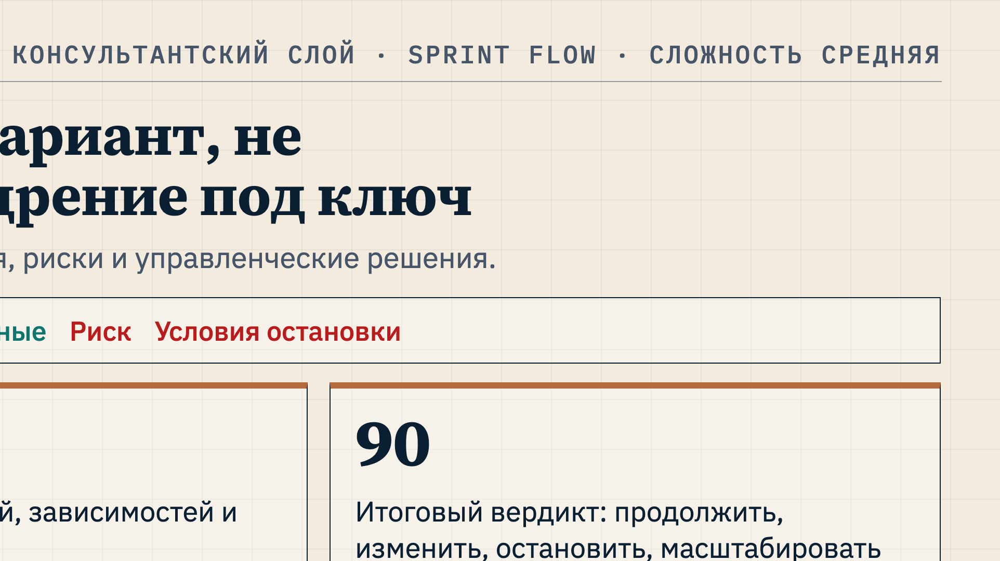 КОНСУЛЬТАНТСКИЙ СЛОЙ · SPRINT FLOW · СЛОЖНОСТЬ СРЕДНЯЯ
ариант, не
дрение под ключ
я, риски и управленческие решения.
ные Риск Условия остановки
90
й, зависимостей и
Итоговый вердикт: продолжить,
изменить, остановить, масштабировать